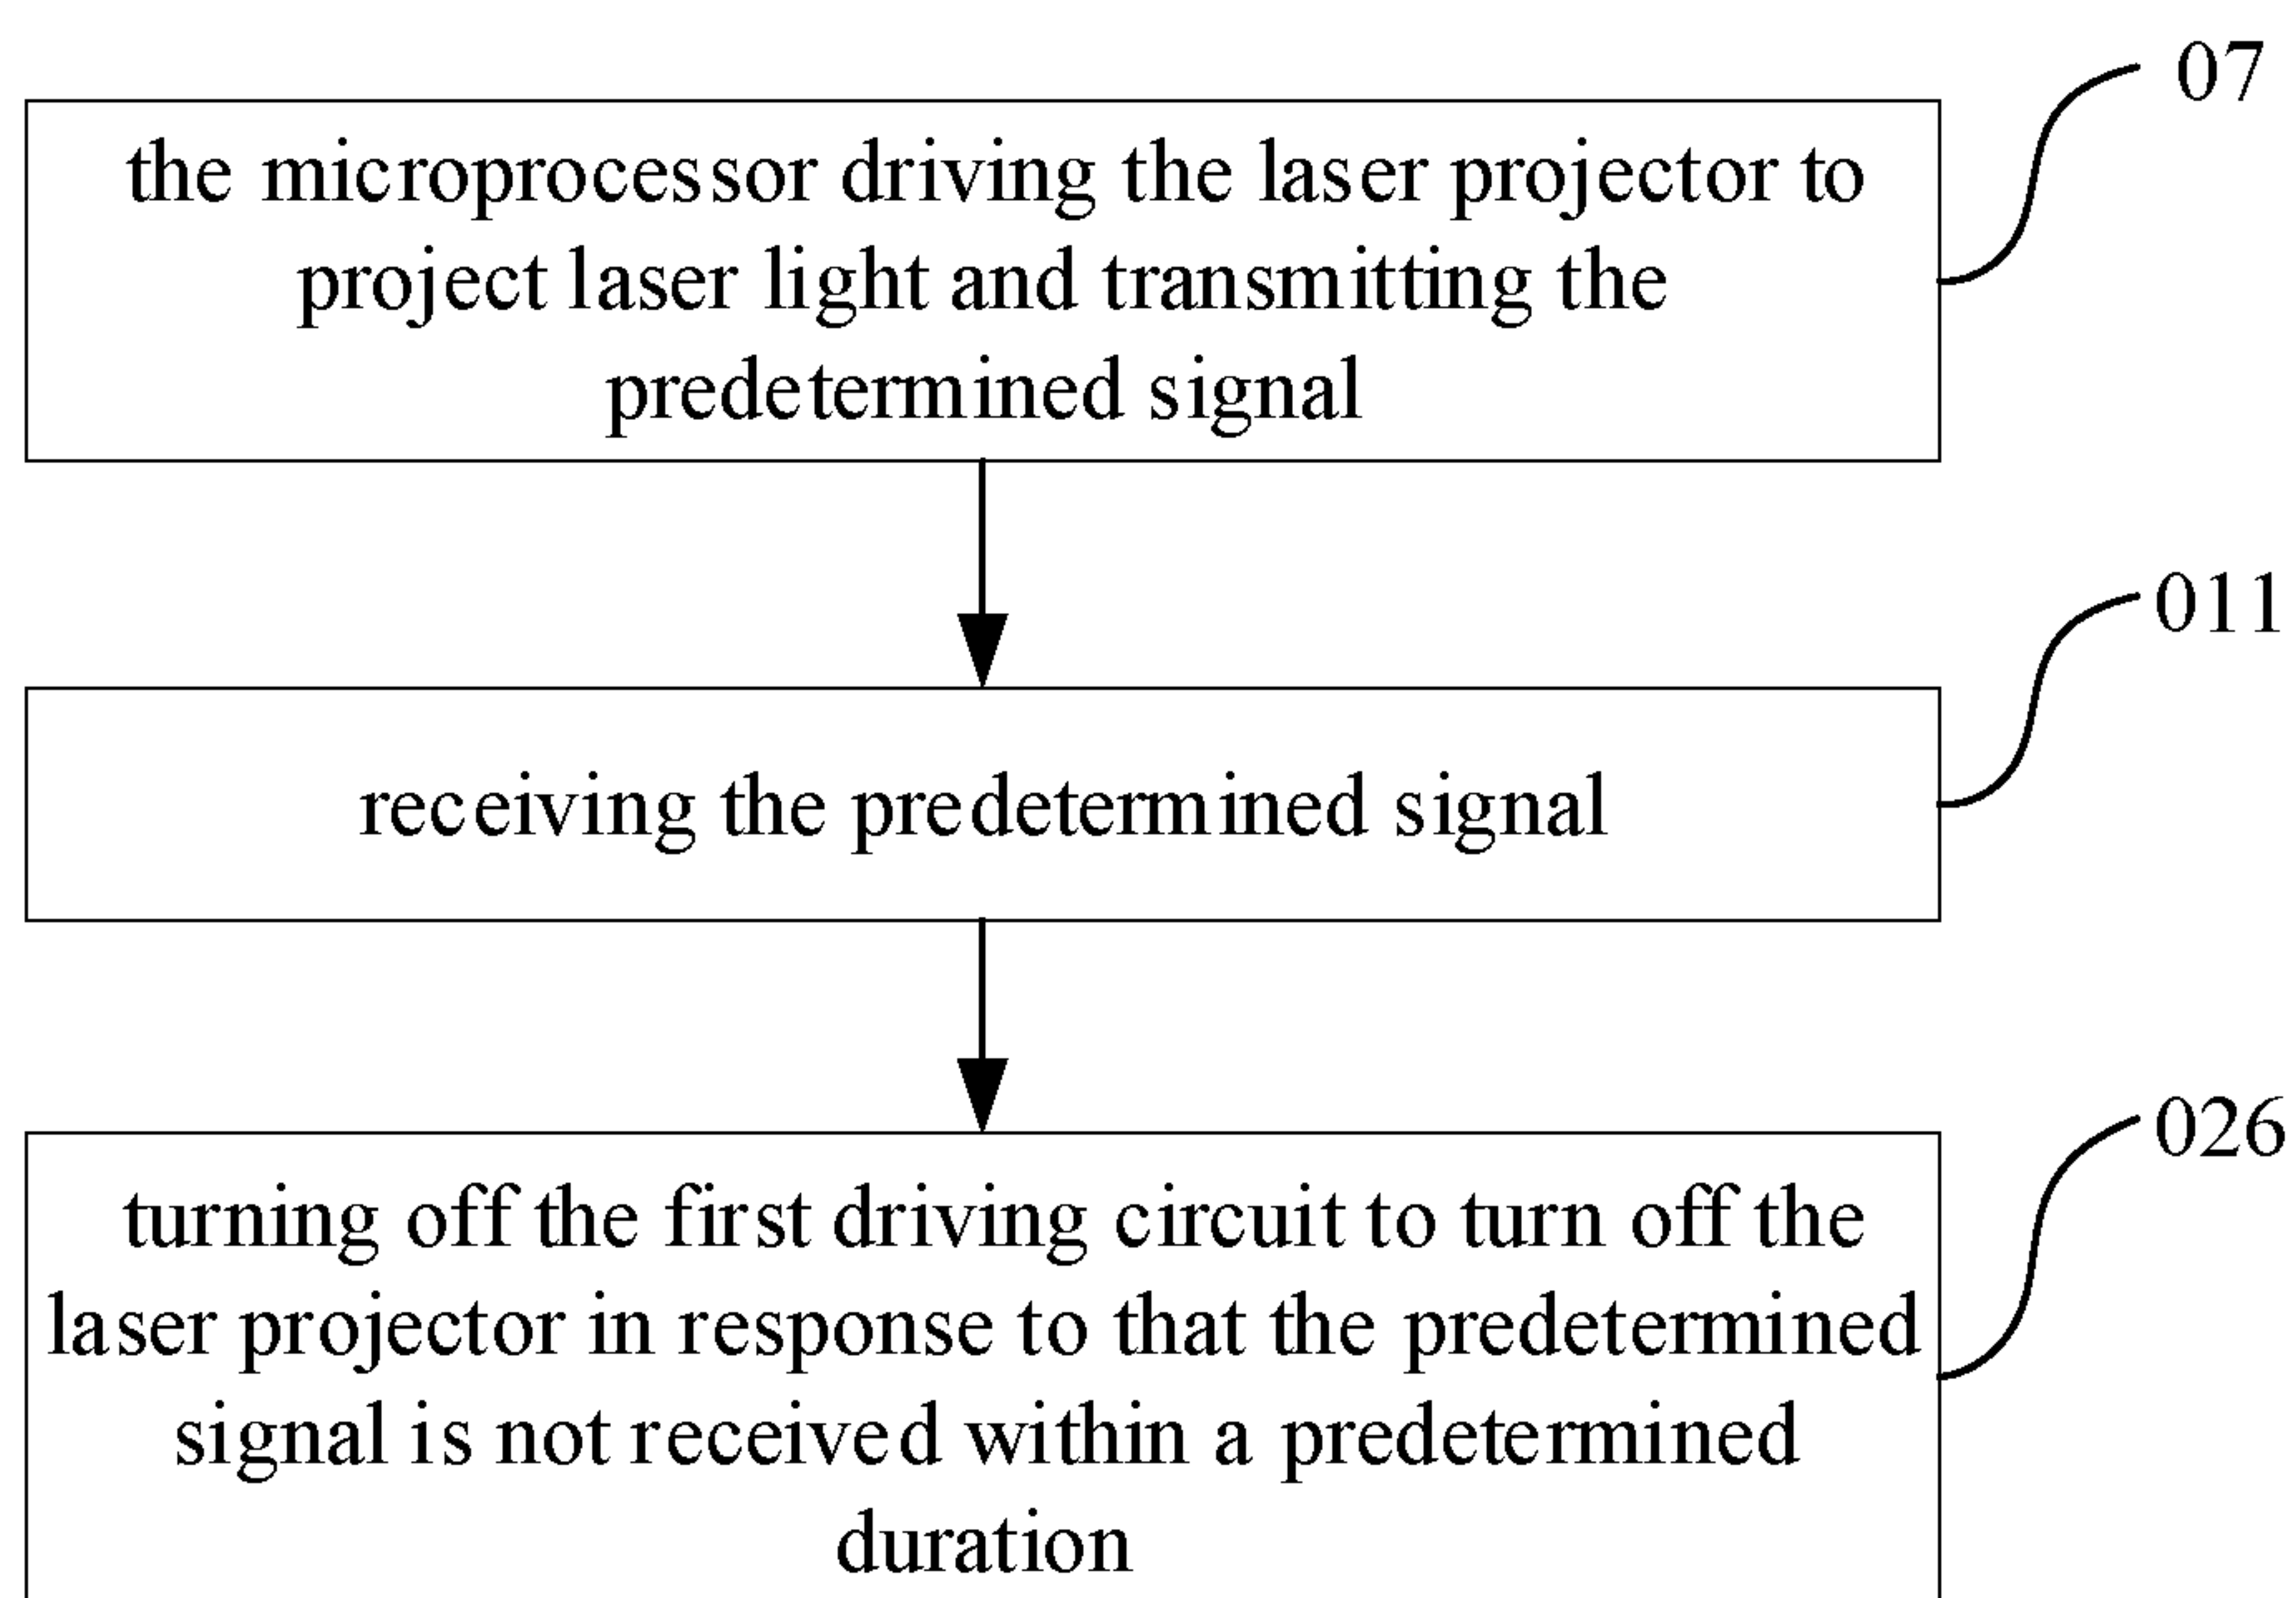 07
the microprocessor driving the laser projector to
project laser light and transmitting the
predetermined signal
011
receiving the predetermined signal
026
turning off the first driving circuit to turn off the
laser projector in response to that the predetermined
signal is not received within a predetermined
duration